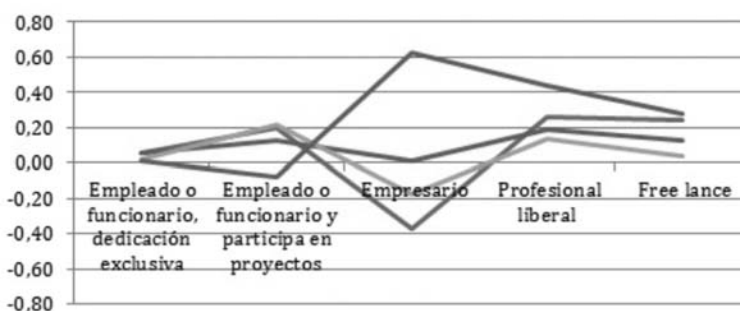 0,80
0,60
0,40
0,20
0,00
-0,20
-0,40
-0,60
-0,80
Empleado o
funcionario,
dedicación
exclusiva
Empleado o
funcionario y
participa en
proyectos
Empresario
Profesional
liberal
Free lance